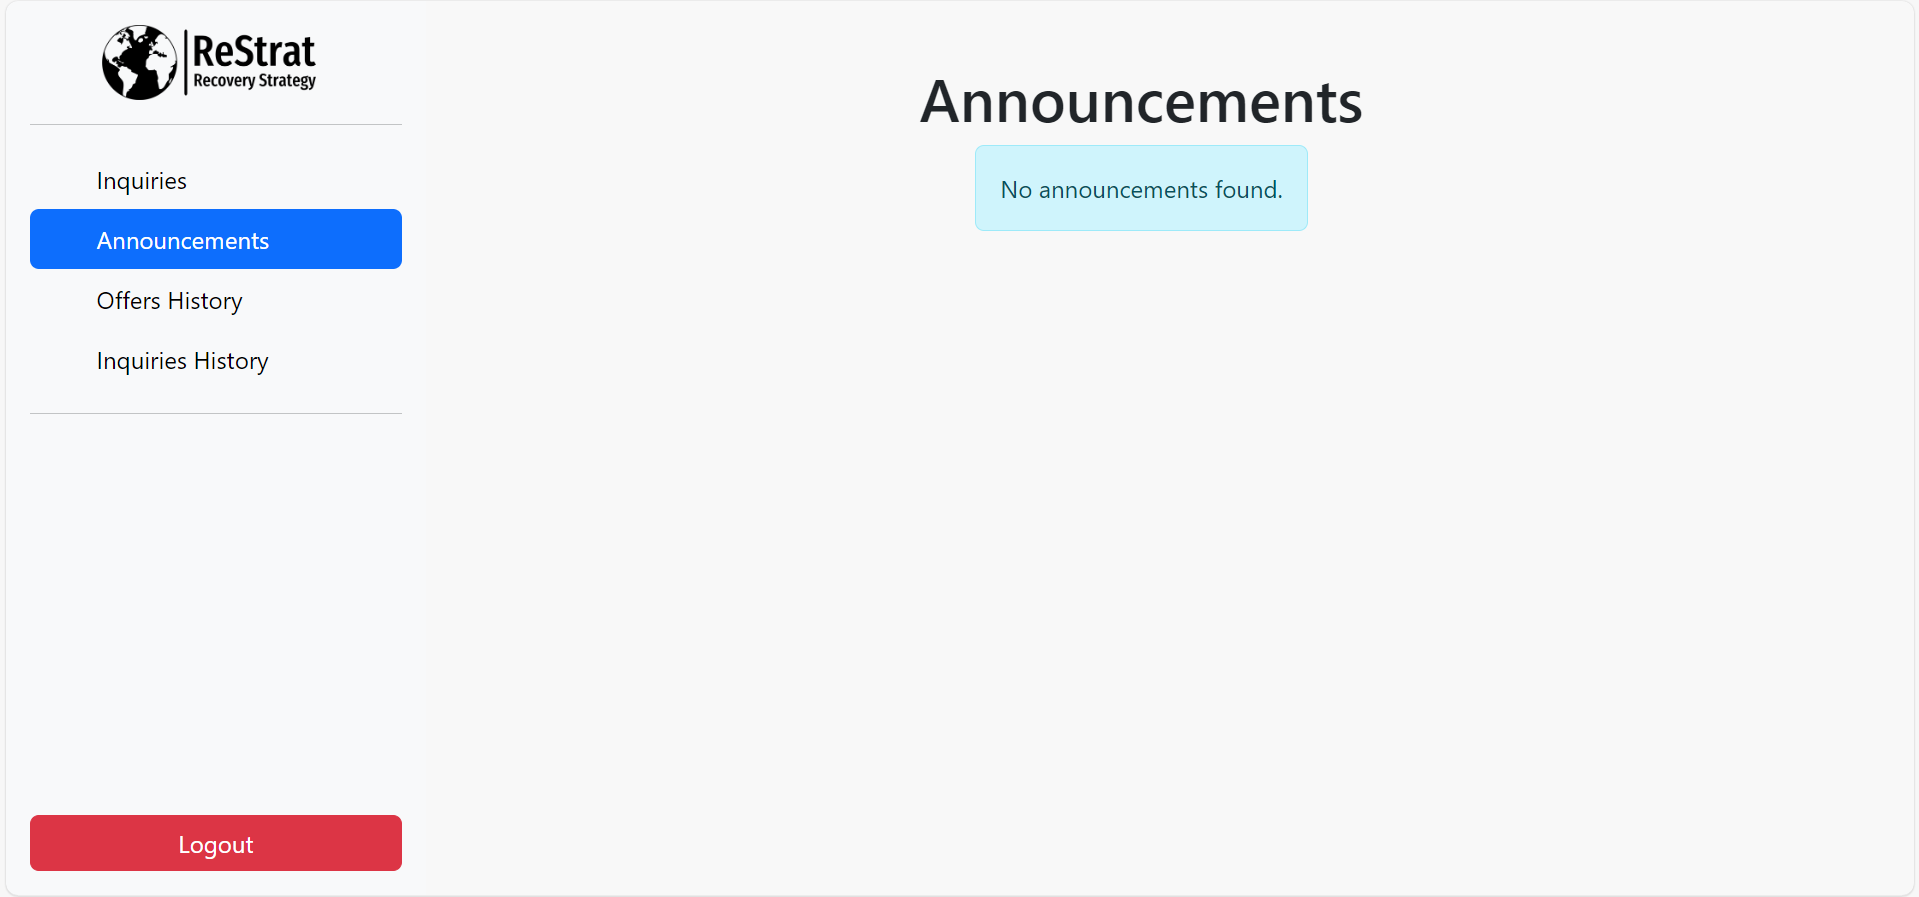 ReStrat
Recovery Strategy
Inquiries
Announcements
Offers History
Inquiries History
Logout
Announcements
No announcements found.